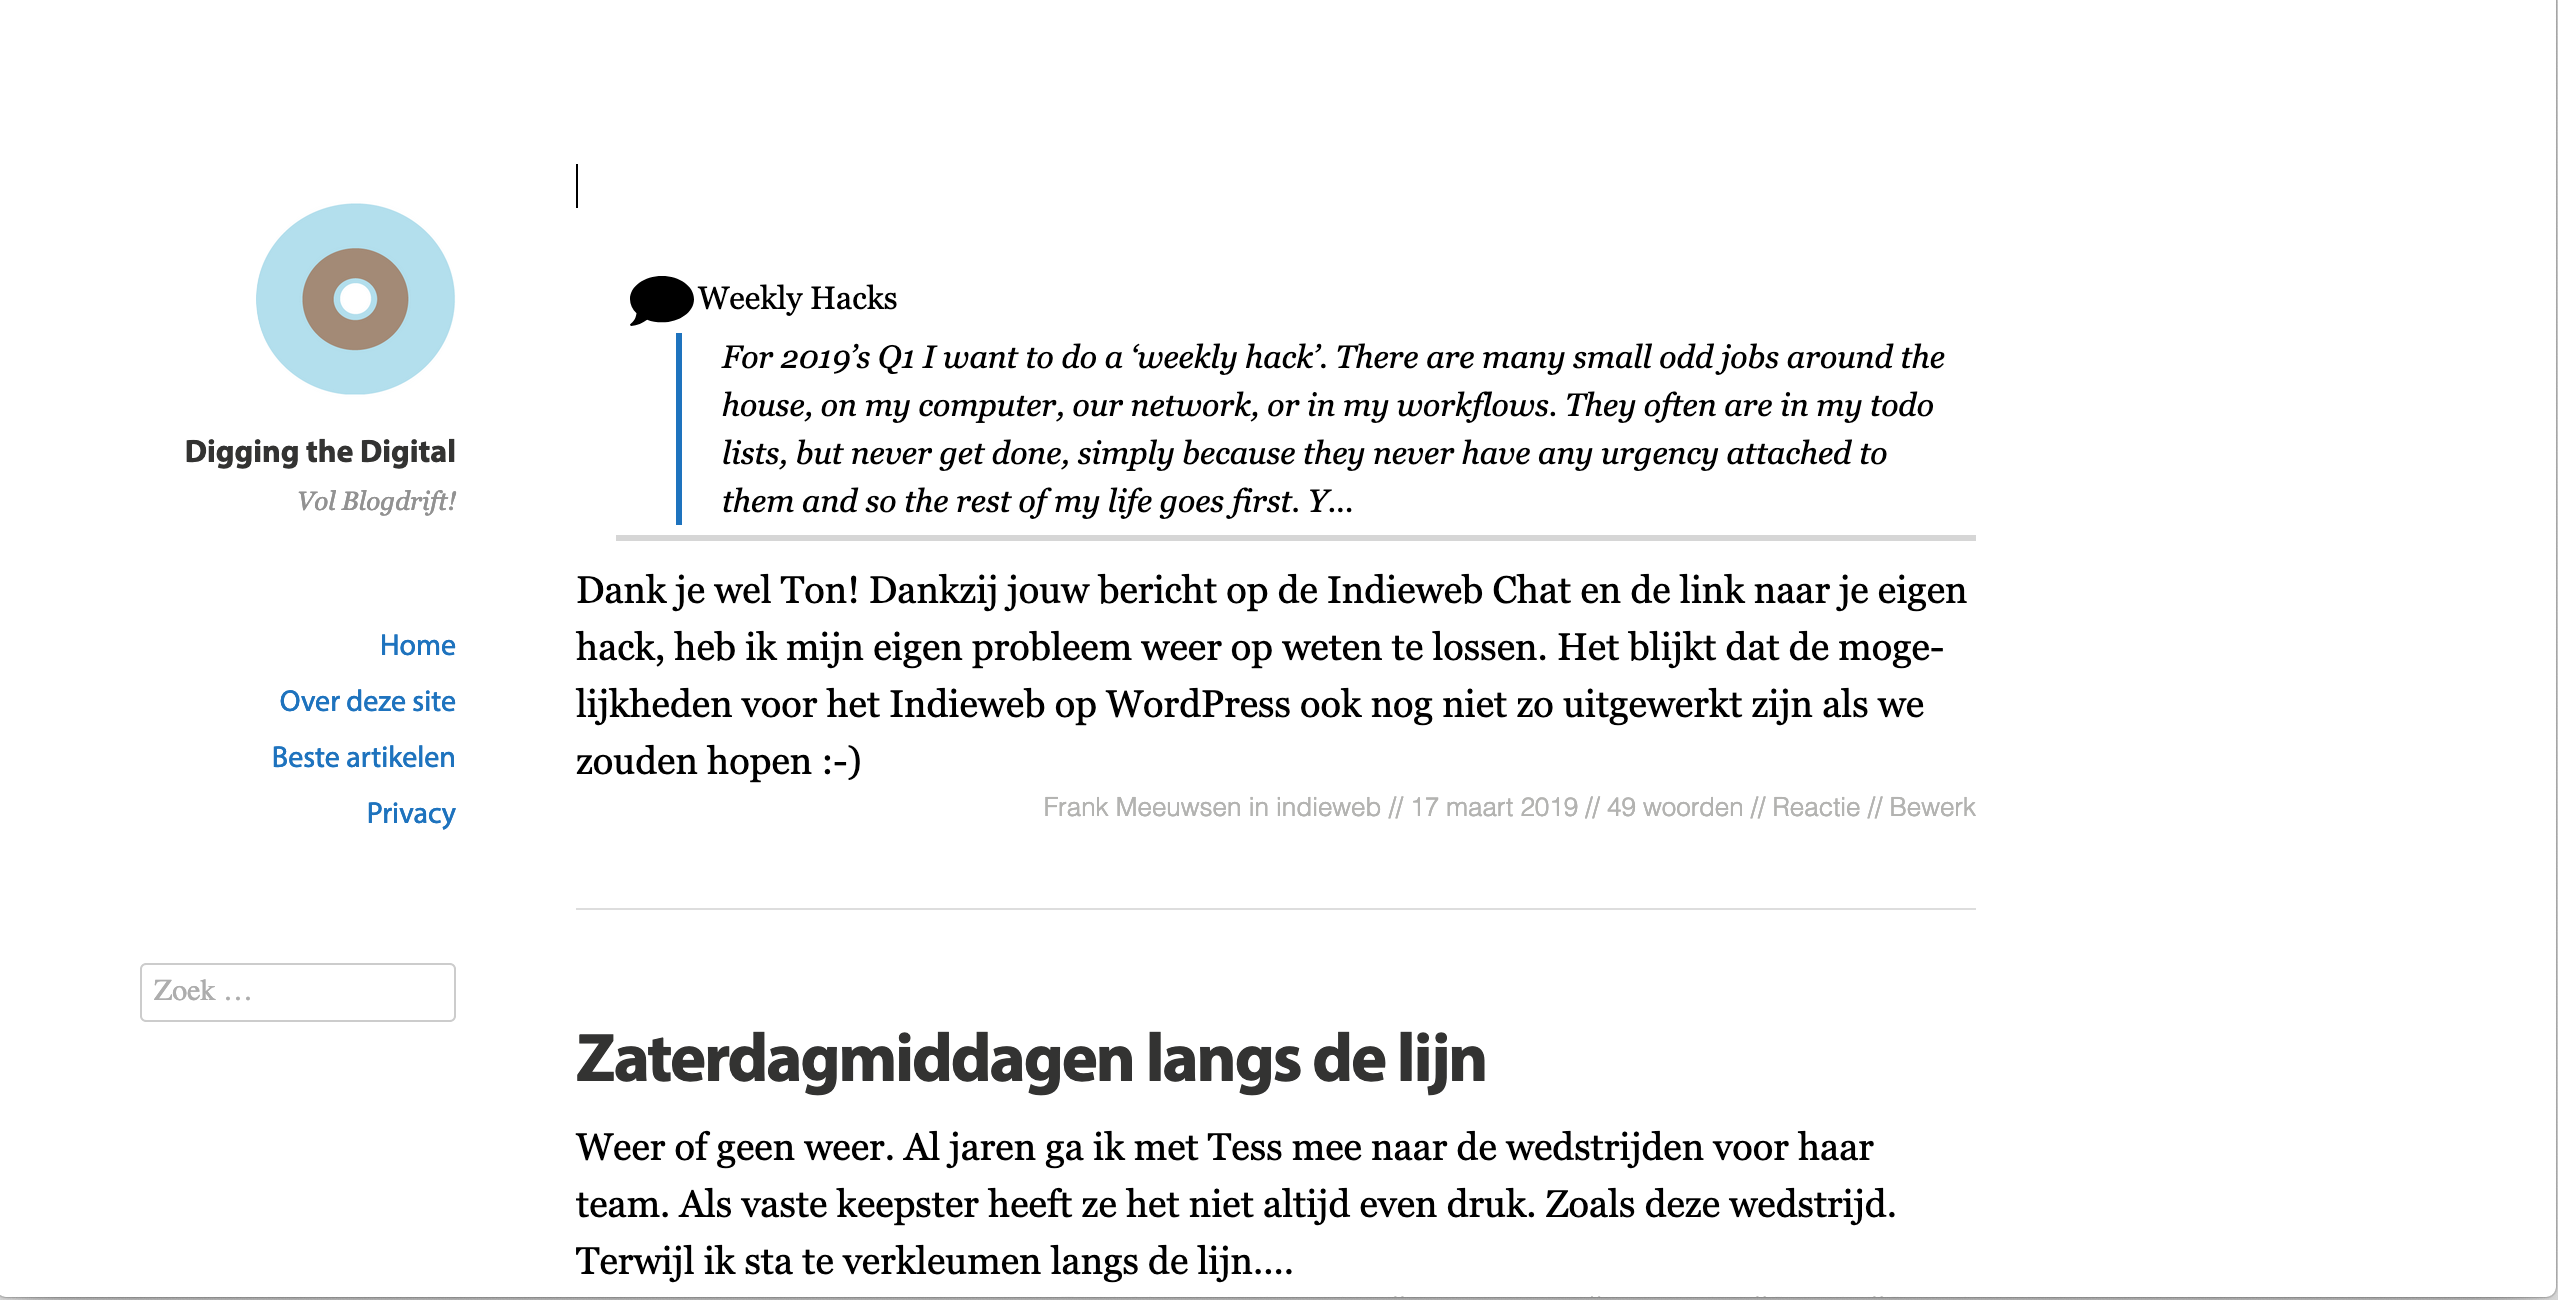 Digging the Digital
Vol Blogdrift!
Home
Over deze site
Beste artikelen
Privacy
Zoek …
Weekly Hacks
For 2019’s Q1 I want to do a ‘weekly hack’. There are many small odd jobs around the
house, on my computer, our network, or in my workflows. They often are in my todo
lists, but never get done, simply because they never have any urgency attached to
them and so the rest of my life goes first. Y...
Dank je wel Ton! Dankzij jouw bericht op de Indieweb Chat en de link naar je eigen
hack, heb ik mijn eigen probleem weer op weten te lossen. Het blijkt dat de moge-
lijkheden voor het Indieweb op WordPress ook nog niet zo uitgewerkt zijn als we
zouden hopen :-)
Frank Meeuwsen in indieweb // 17 maart 2019 // 49 woorden // Reactie // Bewerk
Zaterdagmiddagen langs de lijn
Weer of geen weer. Al jaren ga ik met Tess mee naar de wedstrijden voor haar
team. Als vaste keepster heeft ze het niet altijd even druk. Zoals deze wedstrijd.
Terwijl ik sta te verkleumen langs de lijn....